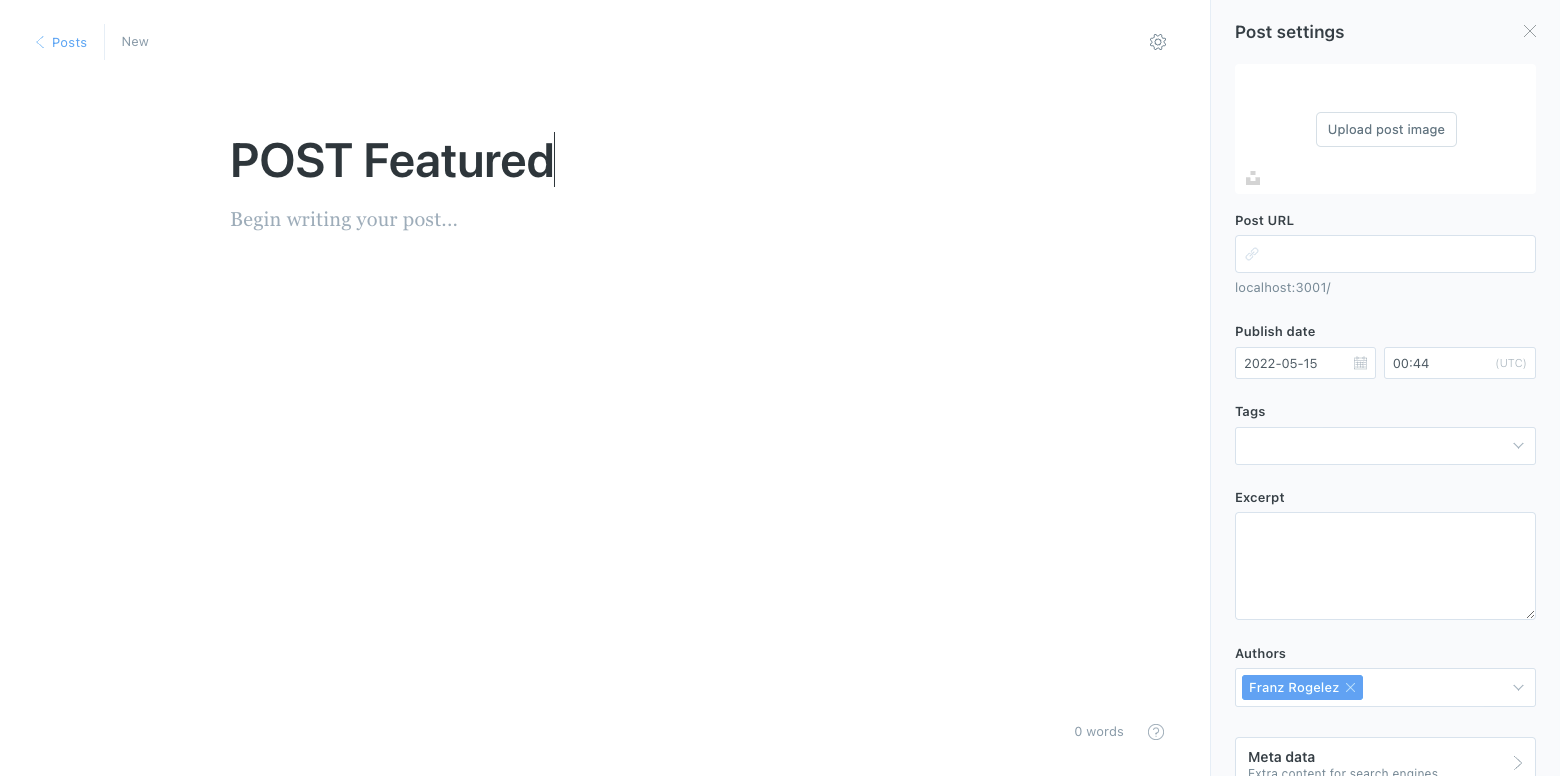 Posts
New
POST Featured
Begin writing your post...
0 words
?
Post settings
Upload post image
Post URL
localhost:3001/
Publish date
2022-05-15 00:44 (UTC)
Tags
Excerpt
Authors
Franz Rogelez
Meta data
Extra content for search engines